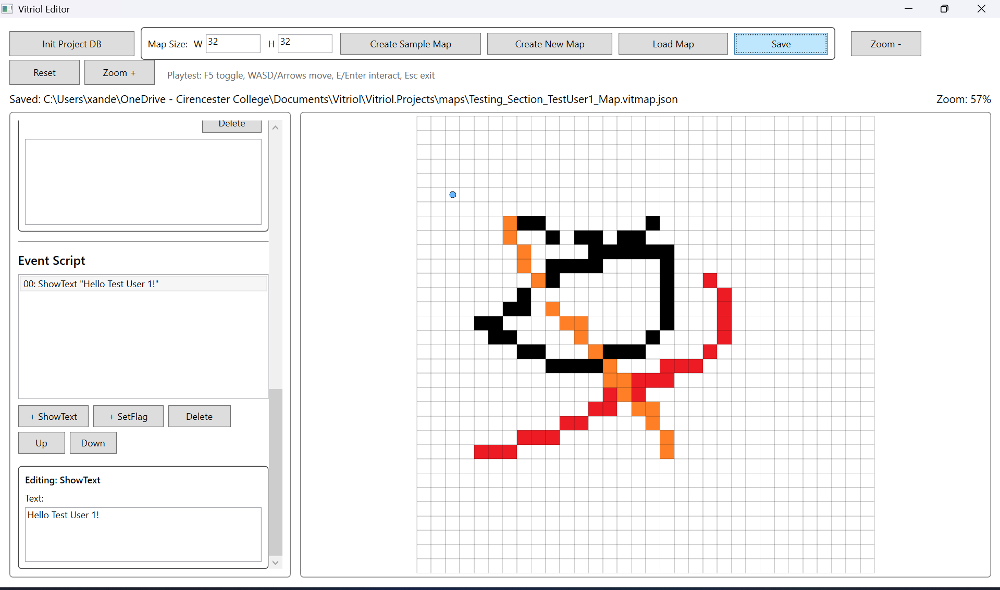 Vitriol Editor
Init Project DB
Map Size: W 32 H 32
Create Sample Map
Create New Map
Load Map
Save
Zoom -
Reset
Zoom +
Playtest: F5 toggle, WASD/Arrows move, E/Enter interact, Esc exit
Saved: C:\Users\xande\OneDrive - Cirencester College\Documents\Vitriol\Vitriol.Projects\maps\Testing_Section_TestUser1_Map.vitmap.json
Zoom: 57%
Delete
Event Script
00: ShowText "Hello Test User 1!"
+ ShowText
+ SetFlag
Delete
Up
Down
Editing: ShowText
Text:
Hello Test User 1!